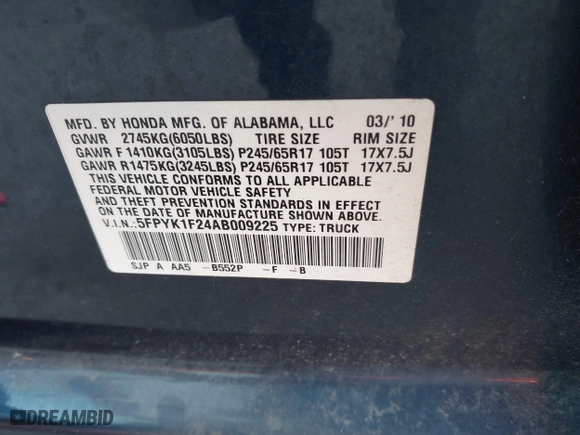 MFD. BY HONDA MFG. OF ALABAMA, LLC 03/'10
GVWR 2745KG(6050LBS) TIRE SIZE RIM SIZE
GAWR F 1410KG(3105LBS) P245/65R17 105T 17X7.5J
GAWR R1475KG(3245LBS) P245/65R17 105T 17X7.5J
THIS VEHICLE CONFORMS TO ALL APPLICABLE
FEDERAL MOTOR VEHICLE SAFETY
AND THEFT PREVENTION STANDARDS IN EFFECT
ON THE DATE OF MANUFACTURE SHOWN ABOVE.
V.I.N.:5FPYK1F24AB009225 TYPE: TRUCK
SJP A AA5 -B552P -F -B
DREAMBID